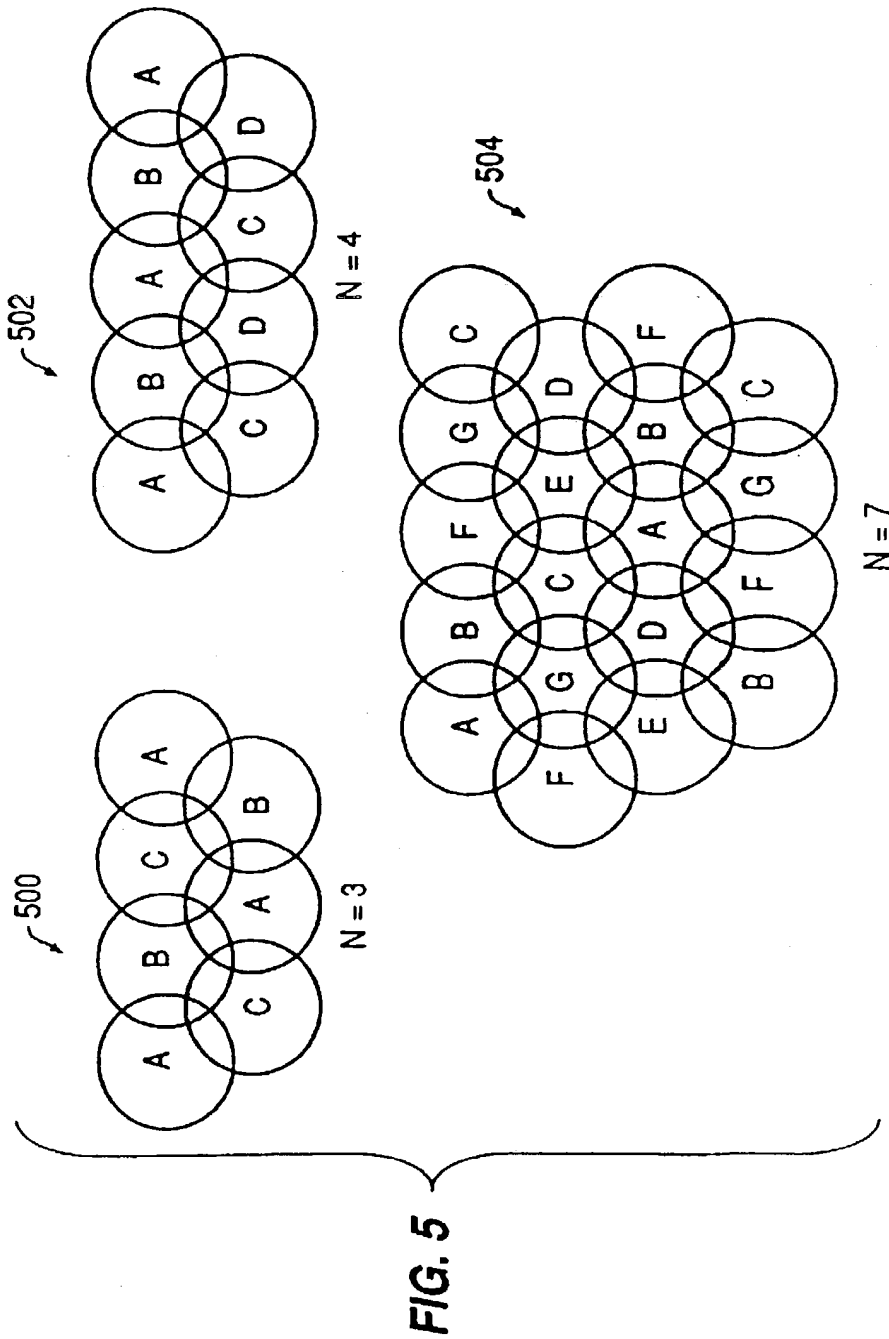 FIG. 5
500
A B C A
C A B
N = 3
502
A B A B A
C D C D
N = 4
504
A B F G C
F G C E D
E D A B F
B F G C
N = 7